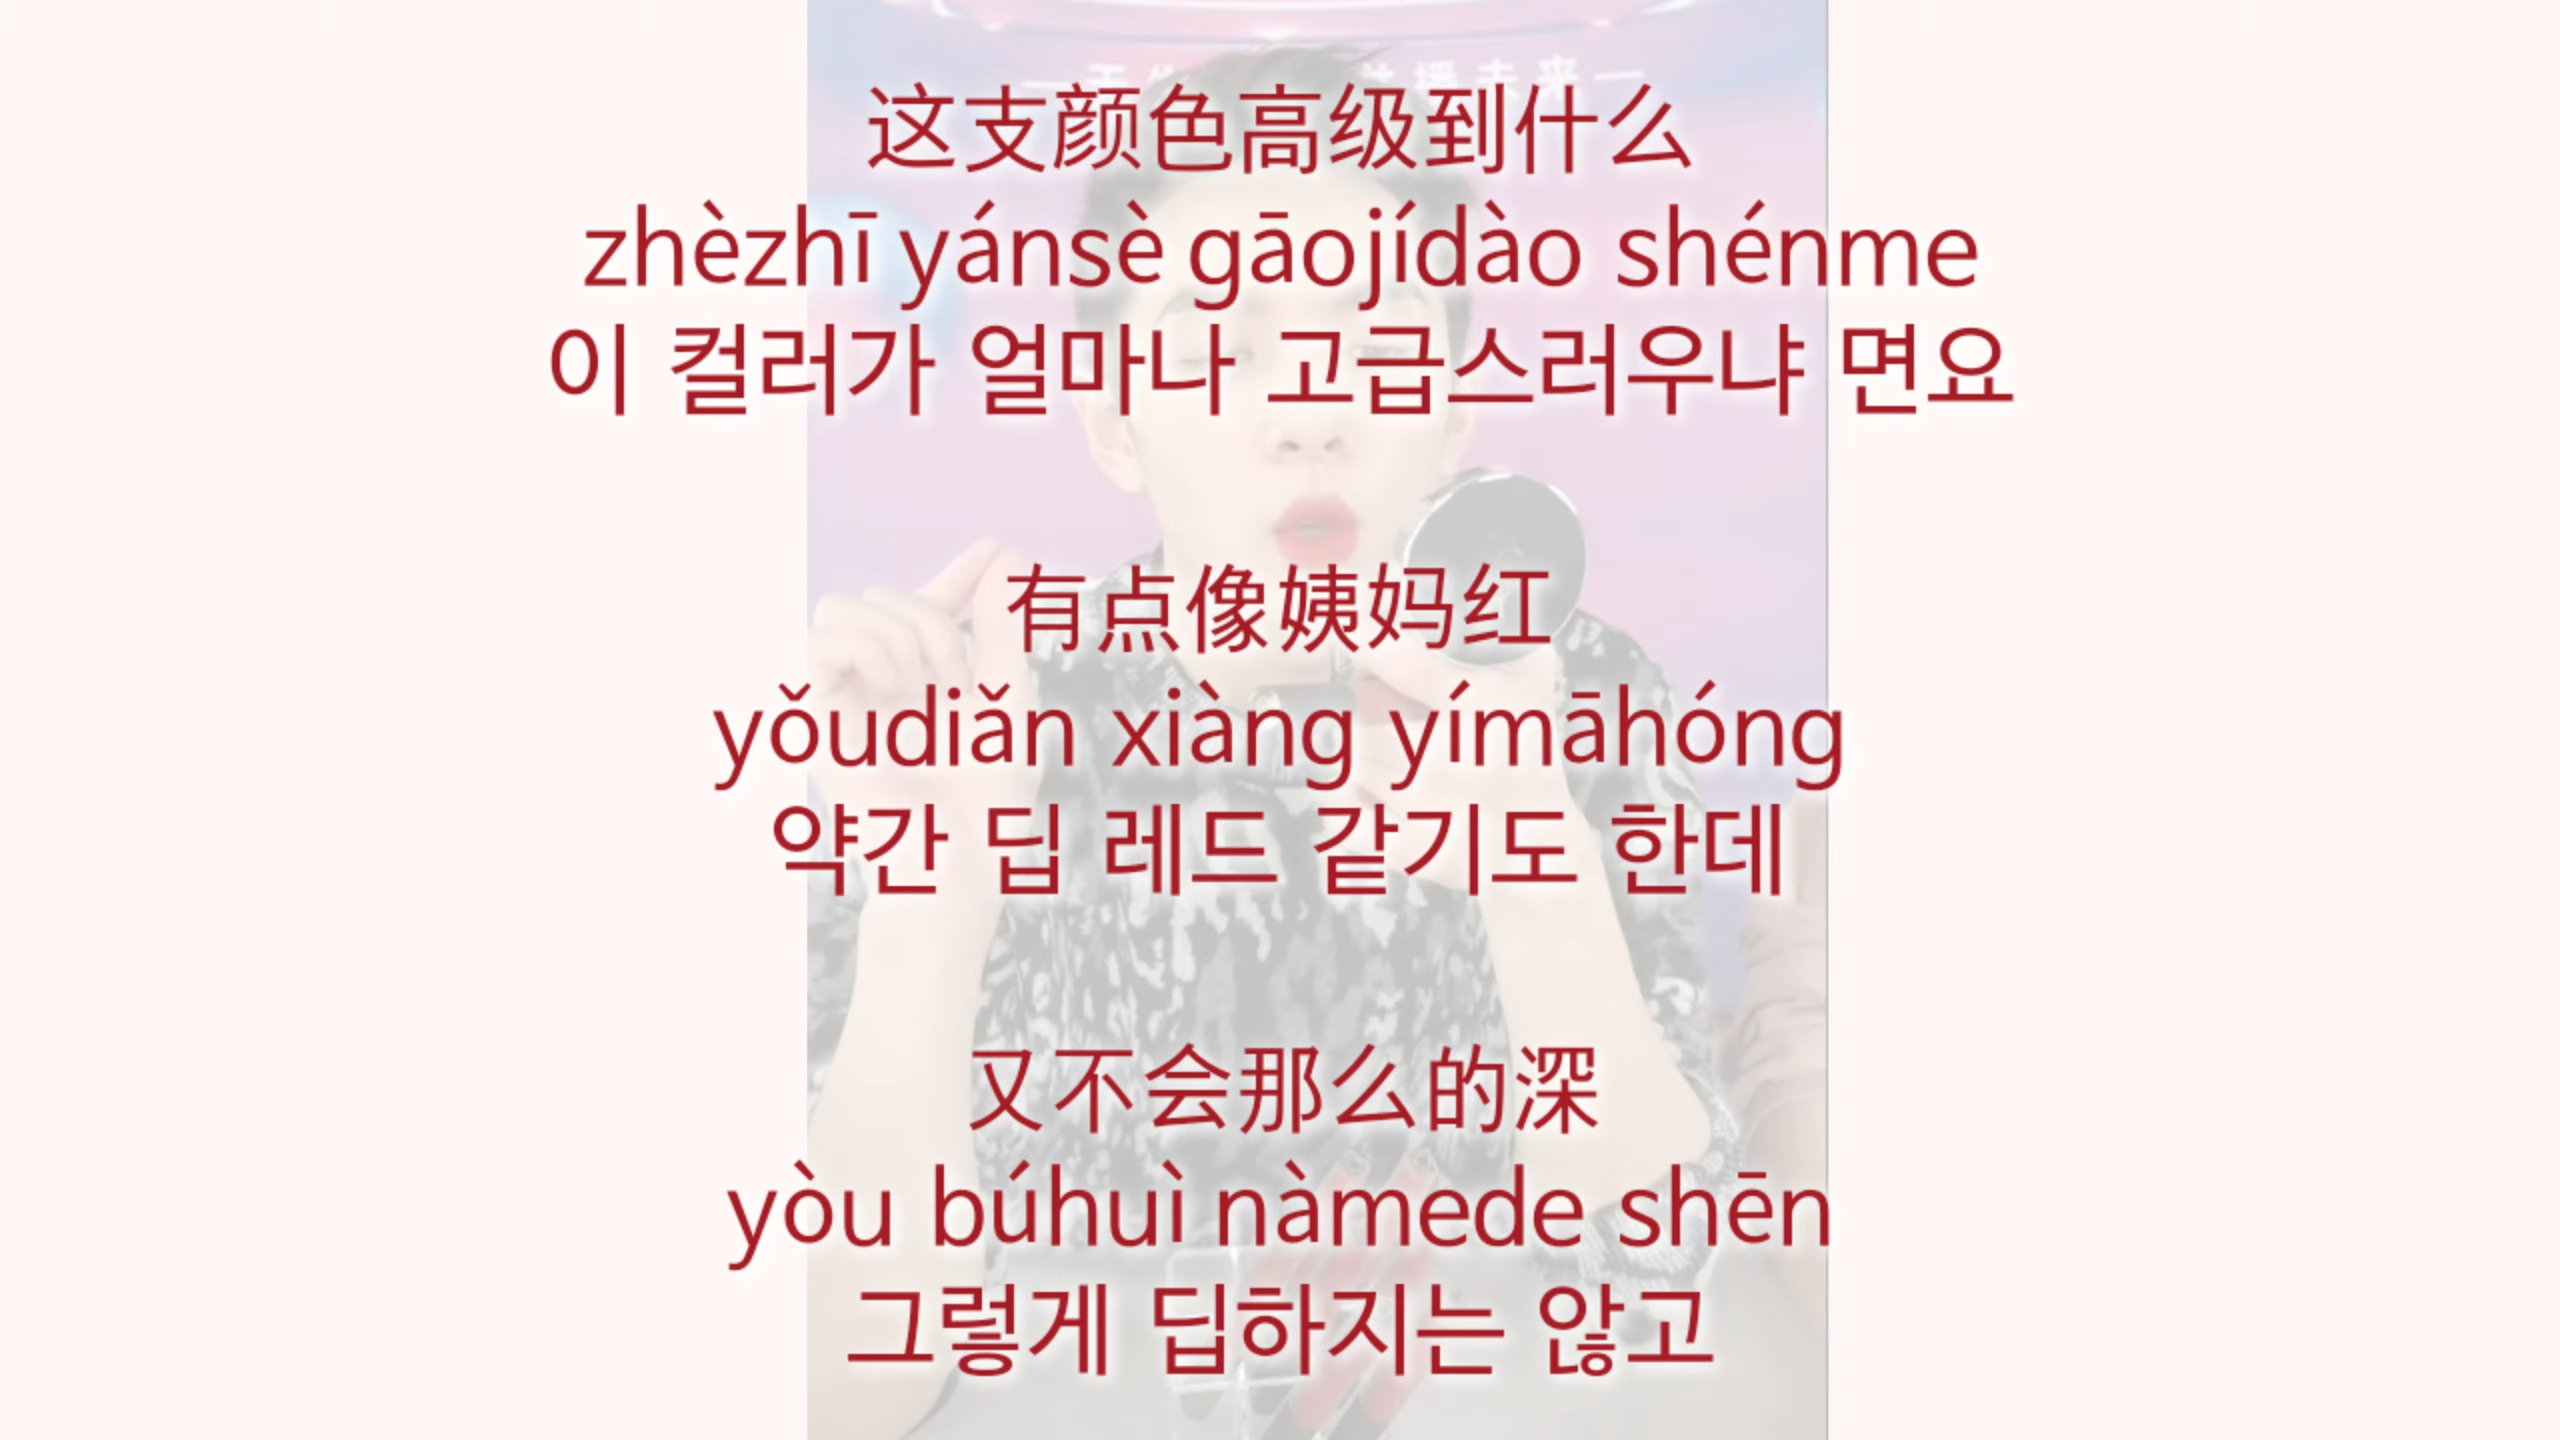 这支颜色高级到什么
zhèzhī yánsè gāojídào shénme
이 컬러가 얼마나 고급스러우냐 면요
有点像姨妈红
yǒudiǎn xiàng yímāhóng
약간 딥 레드 같기도 한데
又不会那么的深
yòu búhuì nàmede shēn
그렇게 딥하지는 않고